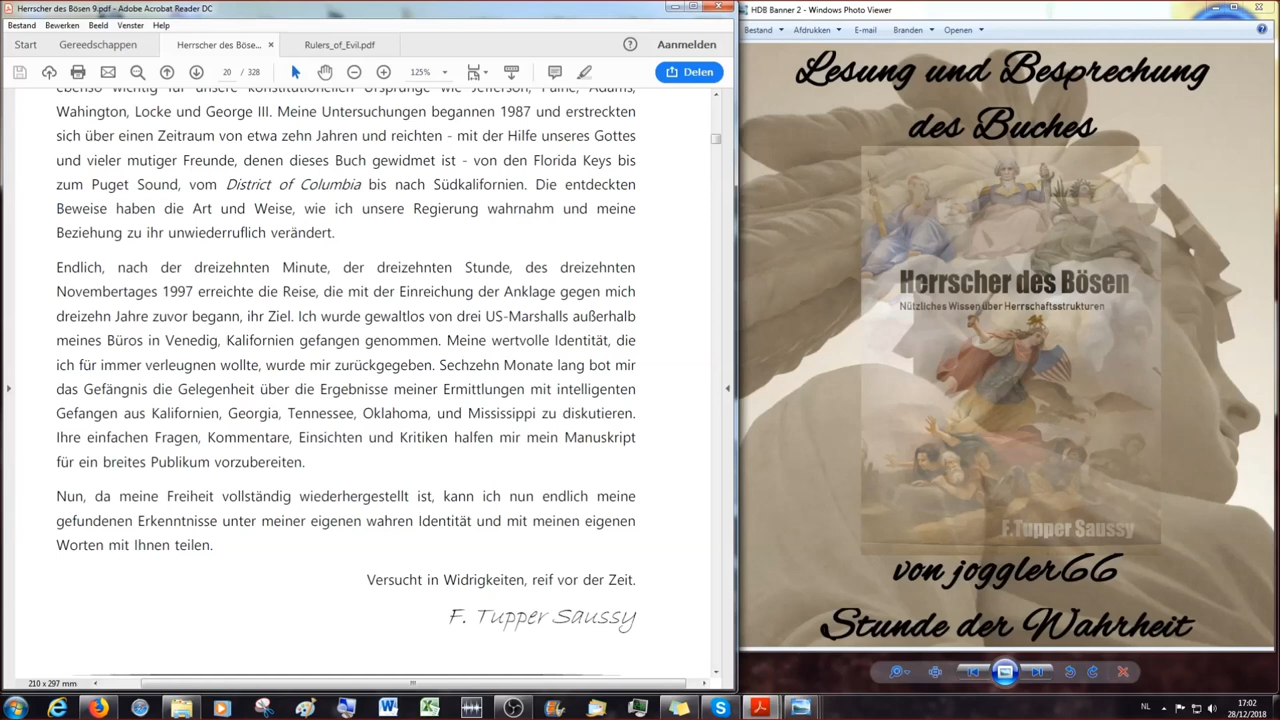 Herrscher des Bösen 9.pdf - Adobe Acrobat Reader DC
Bestand Bewerken Beeld Venster Help
Start Gereedschappen Herrscher des Böse... × Rulers_of_Evil.pdf Aanmelden
20 / 328 125% Delen
ebenso wichtig für unsere konstitutionellen Ursprünge wie Jefferson, Paine, Adams,
Wahington, Locke und George III. Meine Untersuchungen begannen 1987 und erstreckten
sich über einen Zeitraum von etwa zehn Jahren und reichten - mit der Hilfe unseres Gottes
und vieler mutiger Freunde, denen dieses Buch gewidmet ist - von den Florida Keys bis
zum Puget Sound, vom District of Columbia bis nach Südkalifornien. Die entdeckten
Beweise haben die Art und Weise, wie ich unsere Regierung wahrnahm und meine
Beziehung zu ihr unwiederruflich verändert.
Endlich, nach der dreizehnten Minute, der dreizehnten Stunde, des dreizehnten
Novembertages 1997 erreichte die Reise, die mit der Einreichung der Anklage gegen mich
dreizehn Jahre zuvor begann, ihr Ziel. Ich wurde gewaltlos von drei US-Marshalls außerhalb
meines Büros in Venedig, Kalifornien gefangen genommen. Meine wertvolle Identität, die
ich für immer verleugnen wollte, wurde mir zurückgegeben. Sechzehn Monate lang bot mir
das Gefängnis die Gelegenheit über die Ergebnisse meiner Ermittlungen mit intelligenten
Gefangen aus Kalifornien, Georgia, Tennessee, Oklahoma, und Mississippi zu diskutieren.
Ihre einfachen Fragen, Kommentare, Einsichten und Kritiken halfen mir mein Manuskript
für ein breites Publikum vorzubereiten.
Nun, da meine Freiheit vollständig wiederhergestellt ist, kann ich nun endlich meine
gefundenen Erkenntnisse unter meiner eigenen wahren Identität und mit meinen eigenen
Worten mit Ihnen teilen.
Versucht in Widrigkeiten, reif vor der Zeit.
F. Tupper Saussy
210 x 297 mm
HDB Banner 2 - Windows Photo Viewer
Bestand Afdrukken E-mail Branden Openen
Lesung und Besprechung
des Buches
Herrscher des Bösen
Nützliches Wissen über Herrschaftsstrukturen
F.Tupper Saussy
von joggler66
Stunde der Wahrheit
NL
17:02
28/12/2018